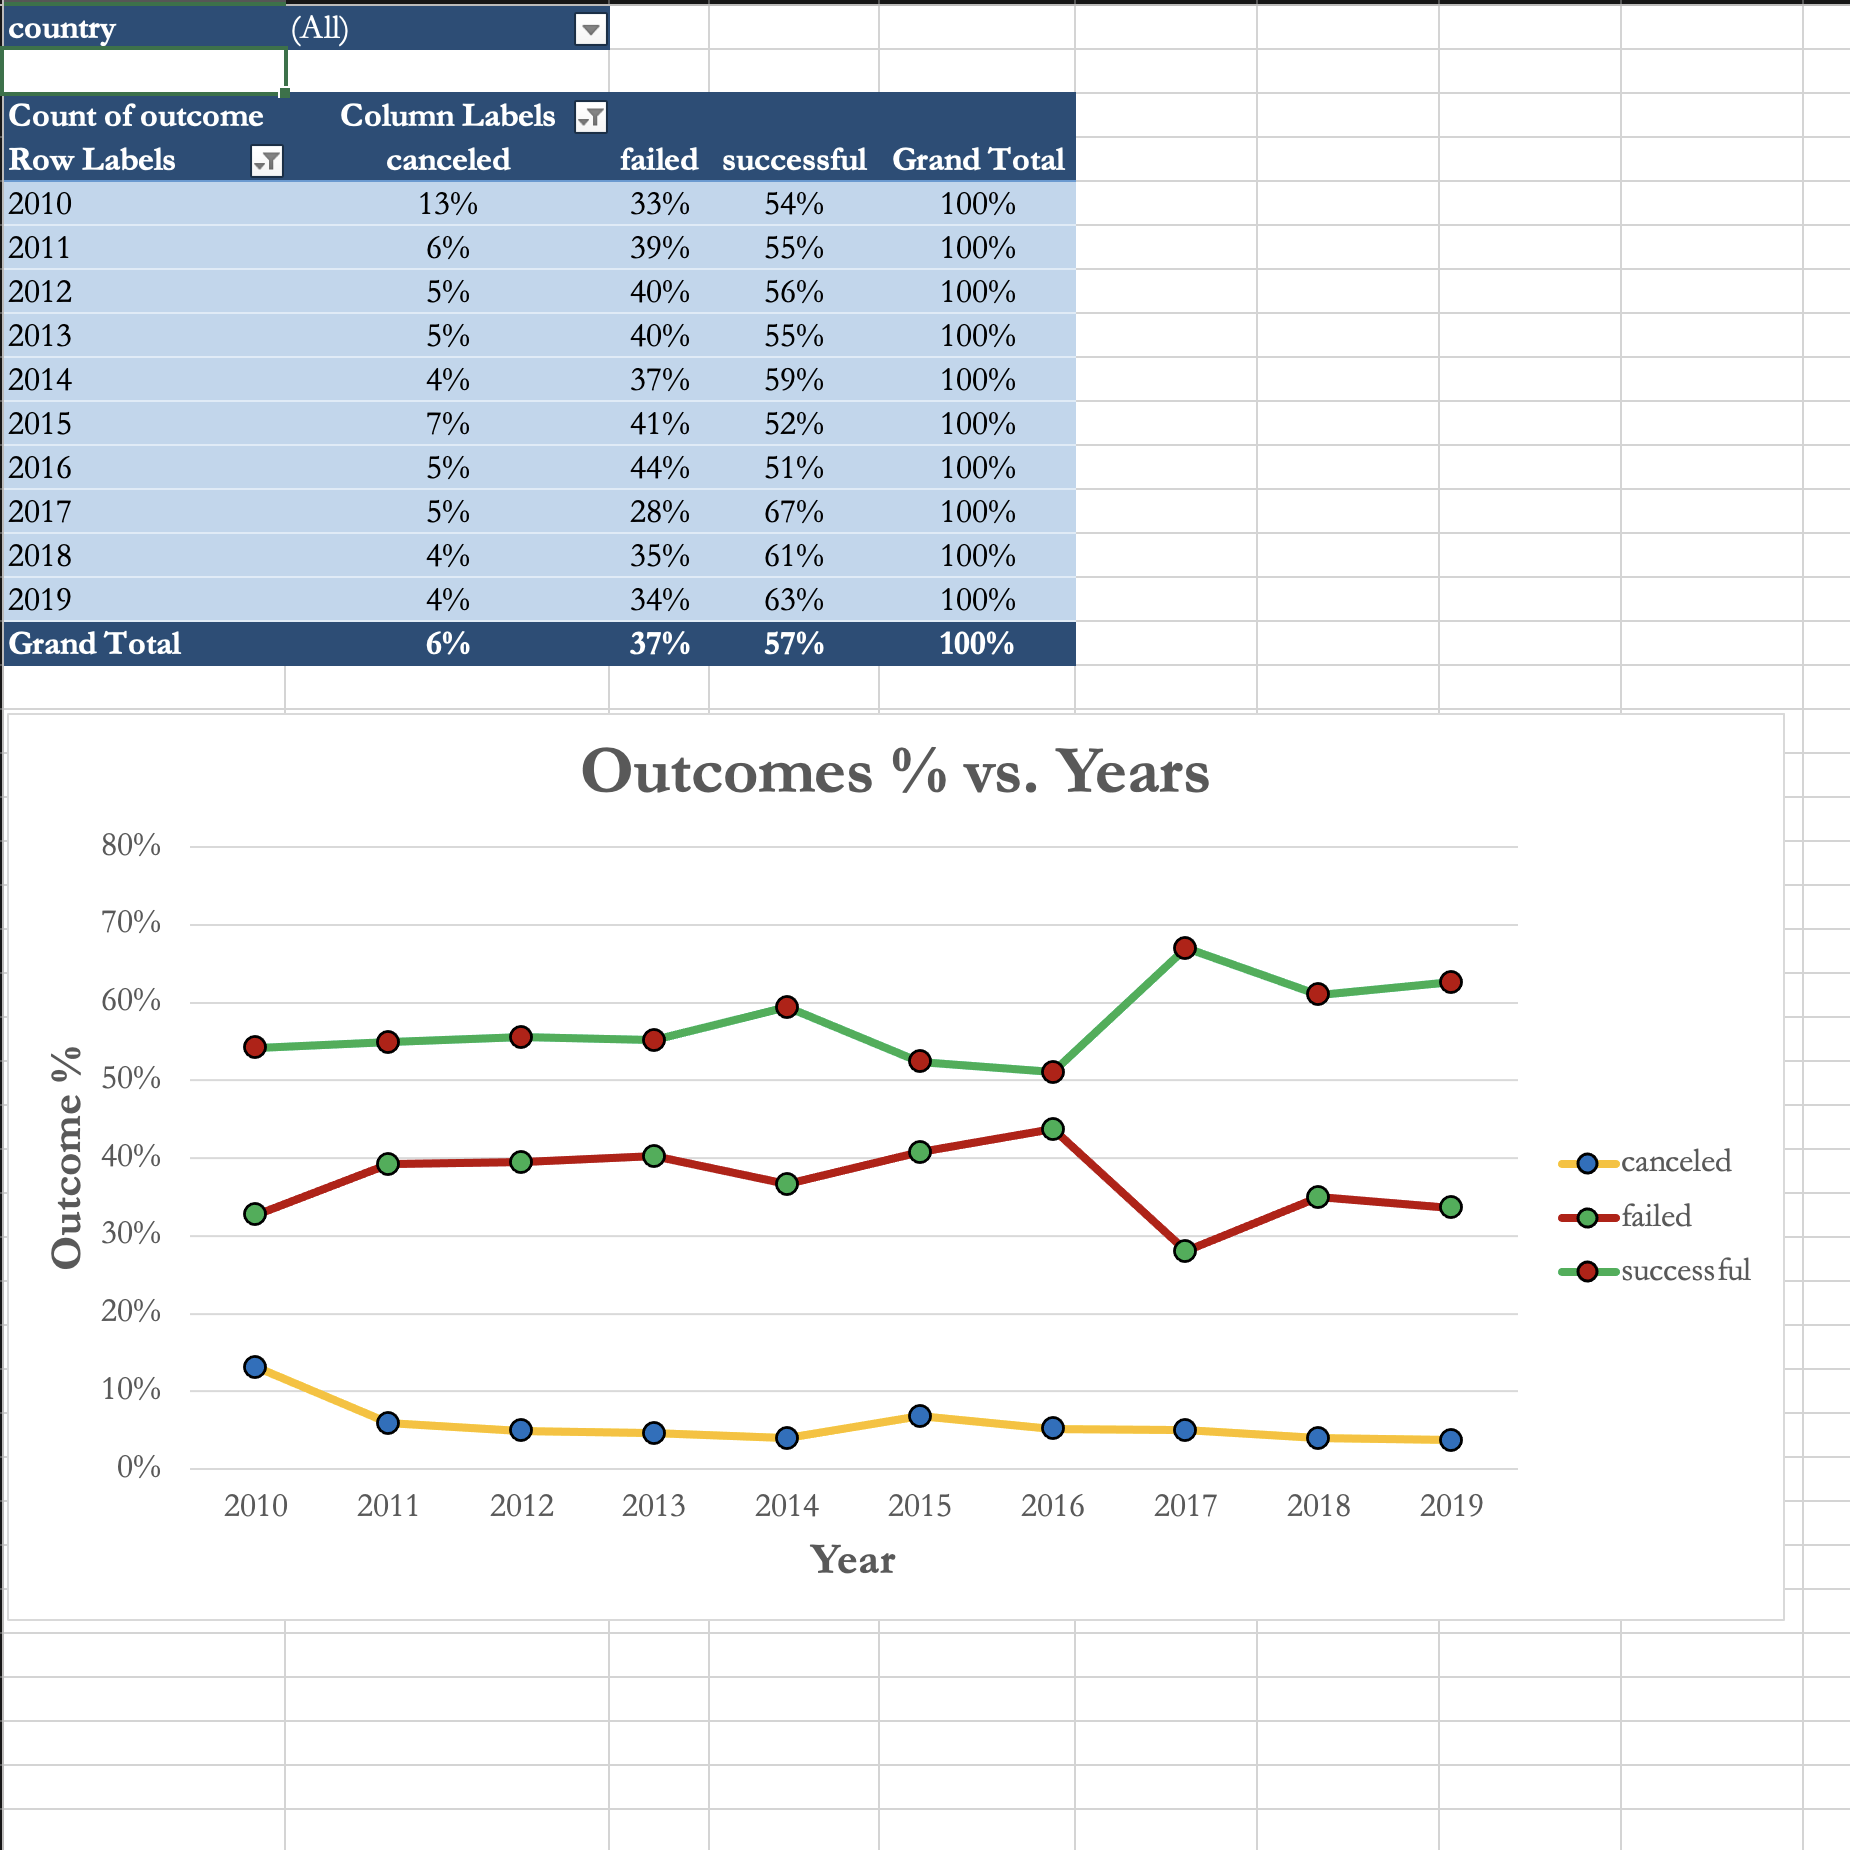 country (All)
Count of outcome Column Labels
Row Labels canceled failed successful Grand Total
2010 13% 33% 54% 100%
2011 6% 39% 55% 100%
2012 5% 40% 56% 100%
2013 5% 40% 55% 100%
2014 4% 37% 59% 100%
2015 7% 41% 52% 100%
2016 5% 44% 51% 100%
2017 5% 28% 67% 100%
2018 4% 35% 61% 100%
2019 4% 34% 63% 100%
Grand Total 6% 37% 57% 100%
Outcomes % vs. Years
80%
70%
60%
50%
40%
30%
20%
10%
0%
Outcome %
2010 2011 2012 2013 2014 2015 2016 2017 2018 2019
Year
canceled
failed
successful